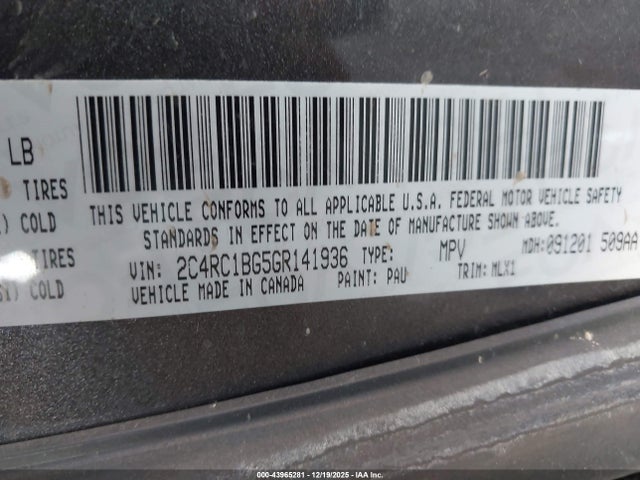 LB
TIRES
COLD
TIRES
COLD
THIS VEHICLE CONFORMS TO ALL APPLICABLE U.S.A. FEDERAL MOTOR VEHICLE SAFETY
STANDARDS IN EFFECT ON THE DATE OF MANUFACTURE SHOWN ABOVE.
VIN: 2C4RC1BG5GR141936 TYPE: MPV MDH: 091201 509AA
VEHICLE MADE IN CANADA PAINT: PAU TRIM: MLX1
000-43965281 - 12/19/2025 - IAA Inc.